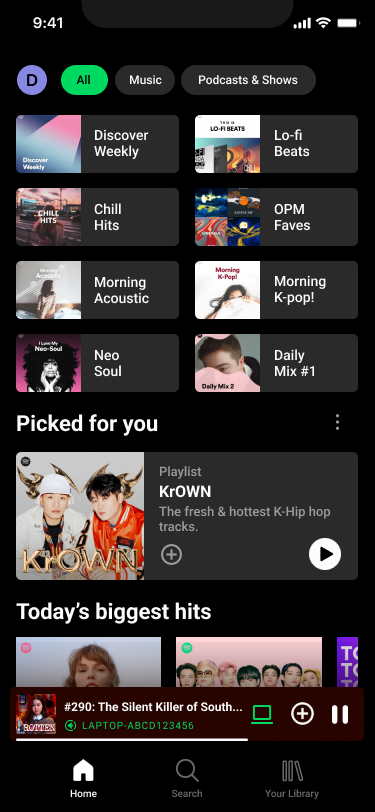 9:41
D
All
Music
Podcasts & Shows
Discover
Weekly
Discover
Weekly
THIS IS
LO-FI BEATS
Lo-fi
Beats
CHILL
HITS
Chill
Hits
OPM
Faves
Morning
Acoustic
Morning
Acoustic
Morning
K-Pop!
Morning
K-pop!
I Love My
Neo-Soul
Neo
Soul
Daily Mix 2
Daily
Mix #1
Picked for you
KrOWN
Playlist
KrOWN
The fresh & hottest K-Hip hop
tracks.
Today's biggest hits
ROTTEN
#290: The Silent Killer of South...
LAPTOP-ABCD123456
Home
Search
Your Library